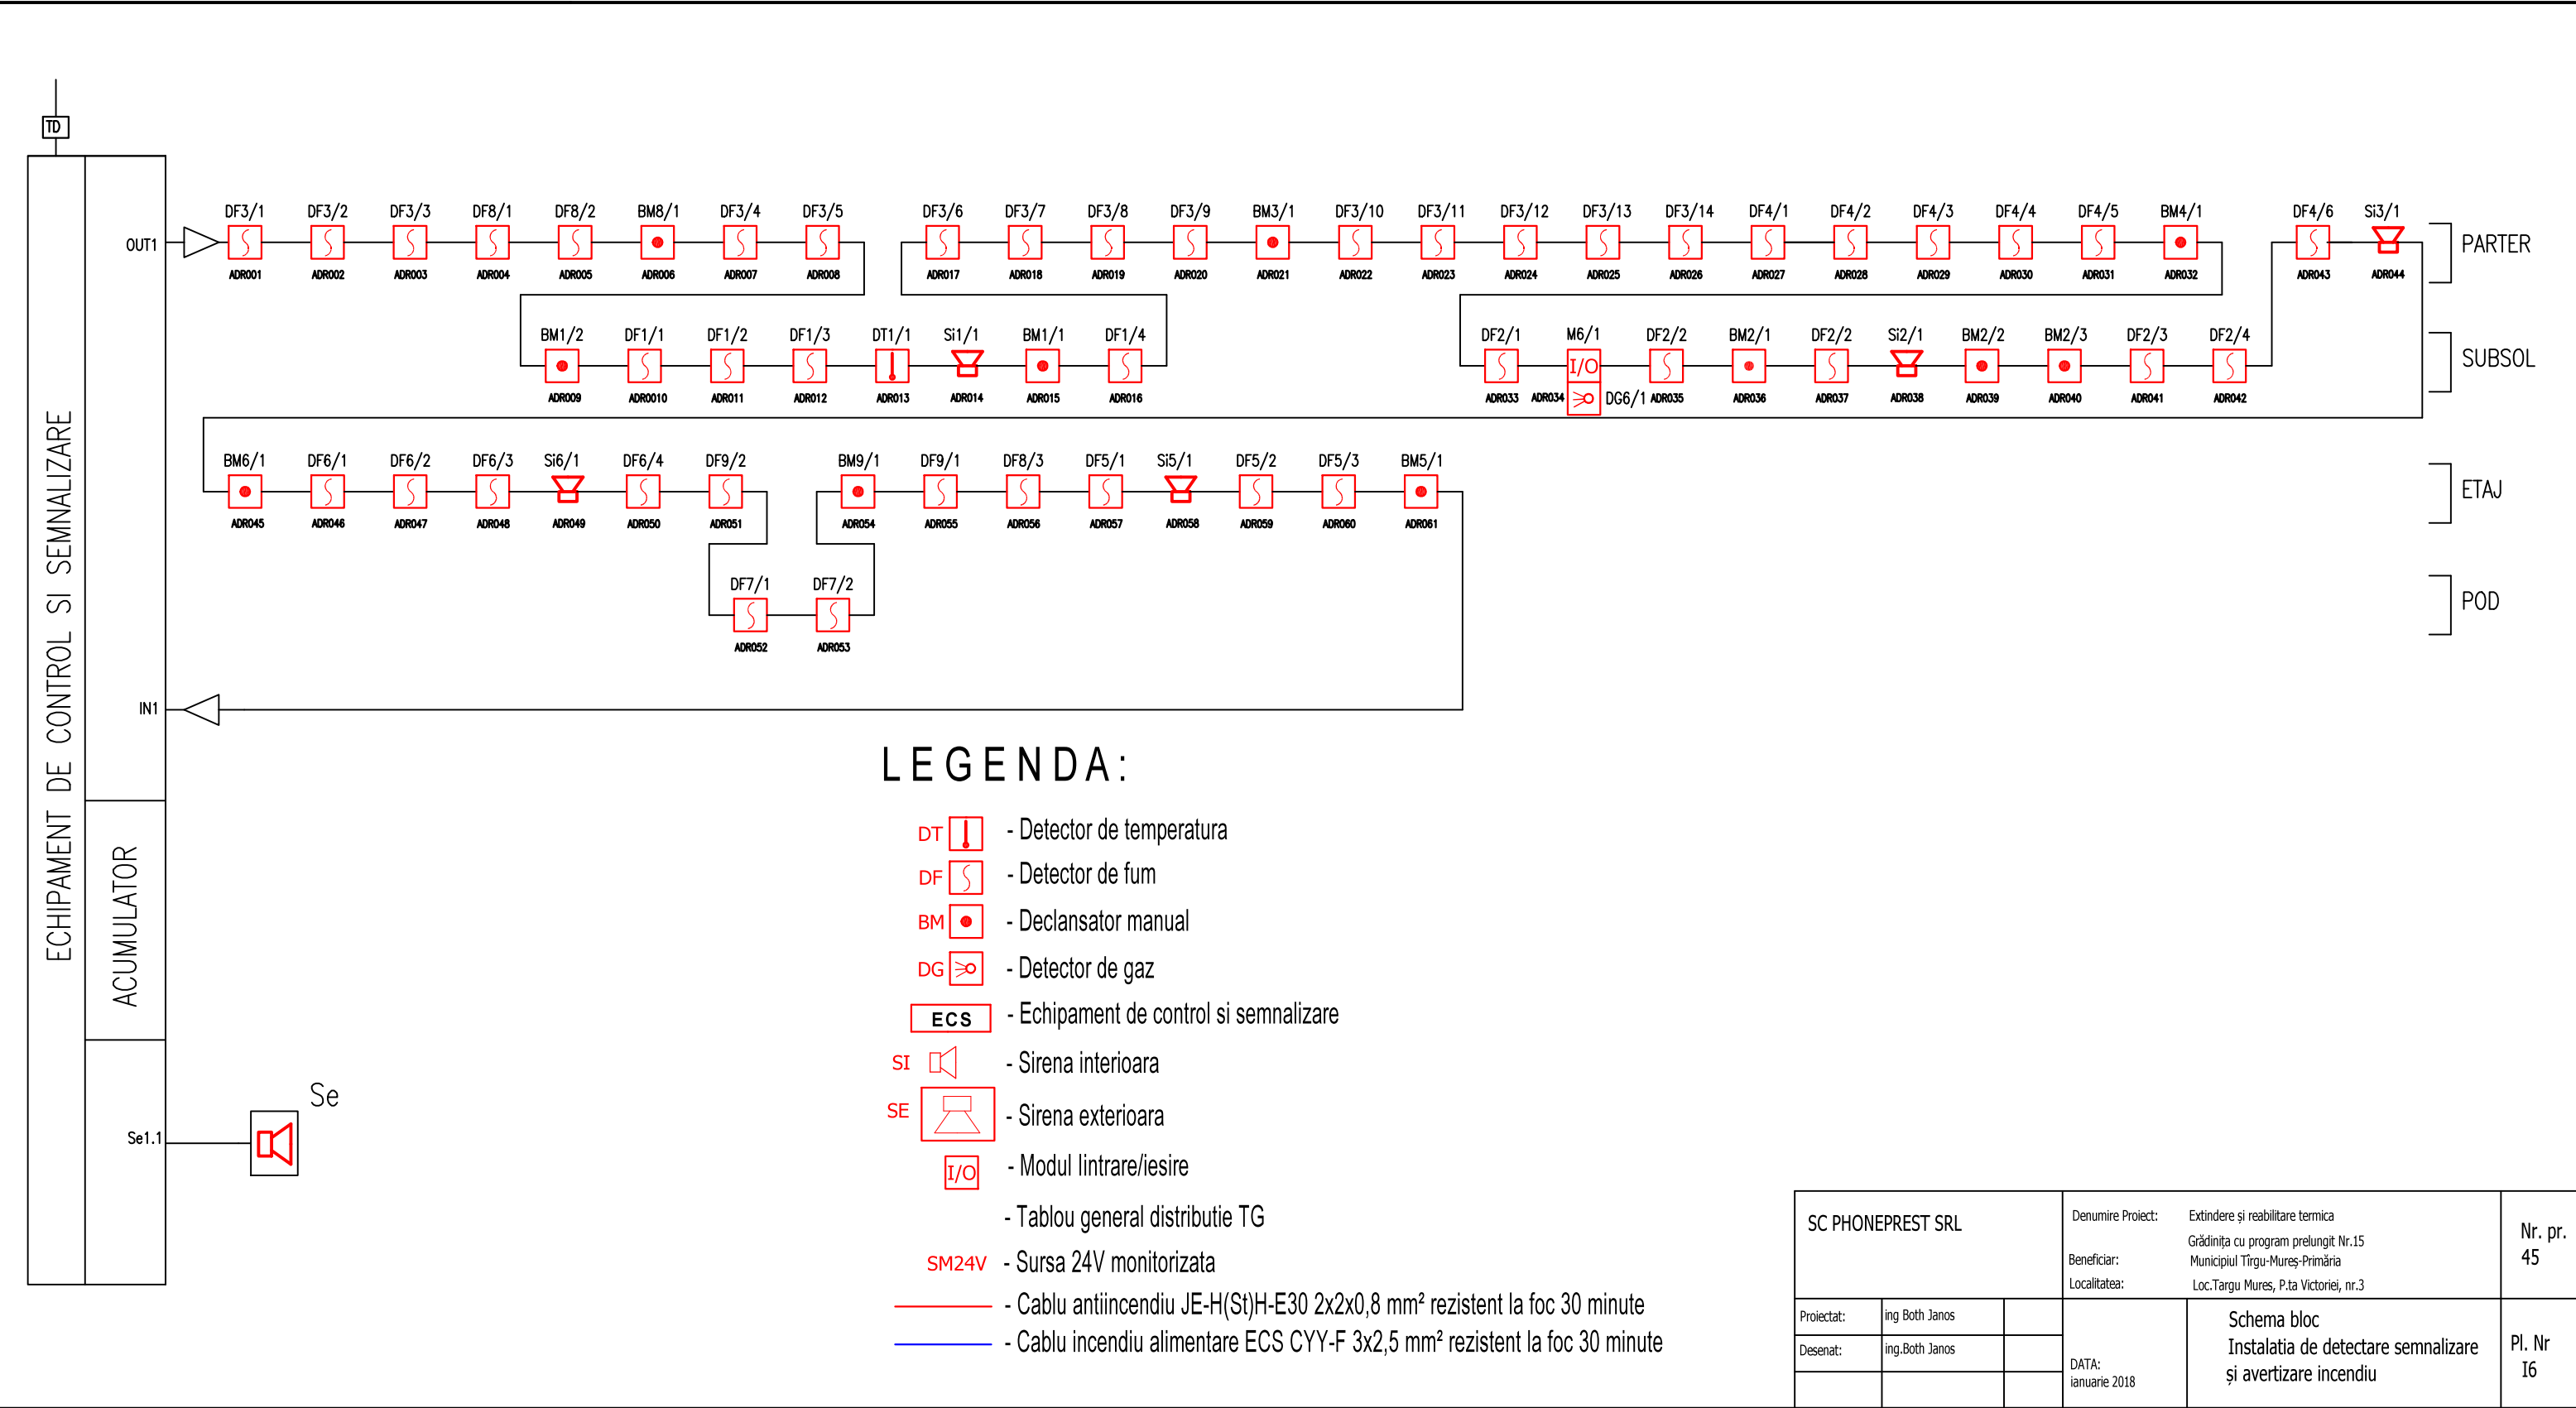 TD
ECHIPAMENT DE CONTROL SI SEMNALIZARE
ACUMULATOR
OUT1
DF3/1 DF3/2 DF3/3 DF8/1 DF8/2 BM8/1 DF3/4 DF3/5 DF3/6 DF3/7 DF3/8 DF3/9 BM3/1 DF3/10 DF3/11 DF3/12 DF3/13 DF3/14 DF4/1 DF4/2 DF4/3 DF4/4 DF4/5 BM4/1 DF4/6 Si3/1
PARTER
ADR001 ADR002 ADR003 ADR004 ADR005 ADR006 ADR007 ADR008 ADR017 ADR018 ADR019 ADR020 ADR021 ADR022 ADR023 ADR024 ADR025 ADR026 ADR027 ADR028 ADR029 ADR030 ADR031 ADR032 ADR043 ADR044
BM1/2 DF1/1 DF1/2 DF1/3 DT1/1 Si1/1 BM1/1 DF1/4 DF2/1 M6/1 DF2/2 BM2/1 DF2/2 Si2/1 BM2/2 BM2/3 DF2/3 DF2/4
I/O
SUBSOL
ADR009 ADR0010 ADR011 ADR012 ADR013 ADR014 ADR015 ADR016 ADR033 ADR034 DG6/1 ADR035 ADR036 ADR037 ADR038 ADR039 ADR040 ADR041 ADR042
BM6/1 DF6/1 DF6/2 DF6/3 Si6/1 DF6/4 DF9/2 BM9/1 DF9/1 DF8/3 DF5/1 Si5/1 DF5/2 DF5/3 BM5/1
ETAJ
ADR045 ADR046 ADR047 ADR048 ADR049 ADR050 ADR051 ADR054 ADR055 ADR056 ADR057 ADR058 ADR059 ADR060 ADR061
DF7/1 DF7/2
POD
ADR052 ADR053
IN1
Se1.1
Se
LEGENDA:
DT - Detector de temperatura
DF - Detector de fum
BM - Declansator manual
DG - Detector de gaz
ECS - Echipament de control si semnalizare
SI - Sirena interioara
SE - Sirena exterioara
I/O - Modul lintrare/iesire
- Tablou general distributie TG
SM24V - Sursa 24V monitorizata
- Cablu antiincendiu JE-H(St)H-E30 2x2x0,8 mm² rezistent la foc 30 minute
- Cablu incendiu alimentare ECS CYY-F 3x2,5 mm² rezistent la foc 30 minute
SC PHONEPREST SRL
Denumire Proiect: Extindere și reabilitare termica
Grădinița cu program prelungit Nr.15
Beneficiar: Municipiul Tîrgu-Mureș-Primăria
Localitatea: Loc.Targu Mures, P.ta Victoriei, nr.3
Nr. pr.
45
Proiectat: ing Both Janos
Desenat: ing.Both Janos
DATA:
ianuarie 2018
Schema bloc
Instalatia de detectare semnalizare
și avertizare incendiu
Pl. Nr
I6